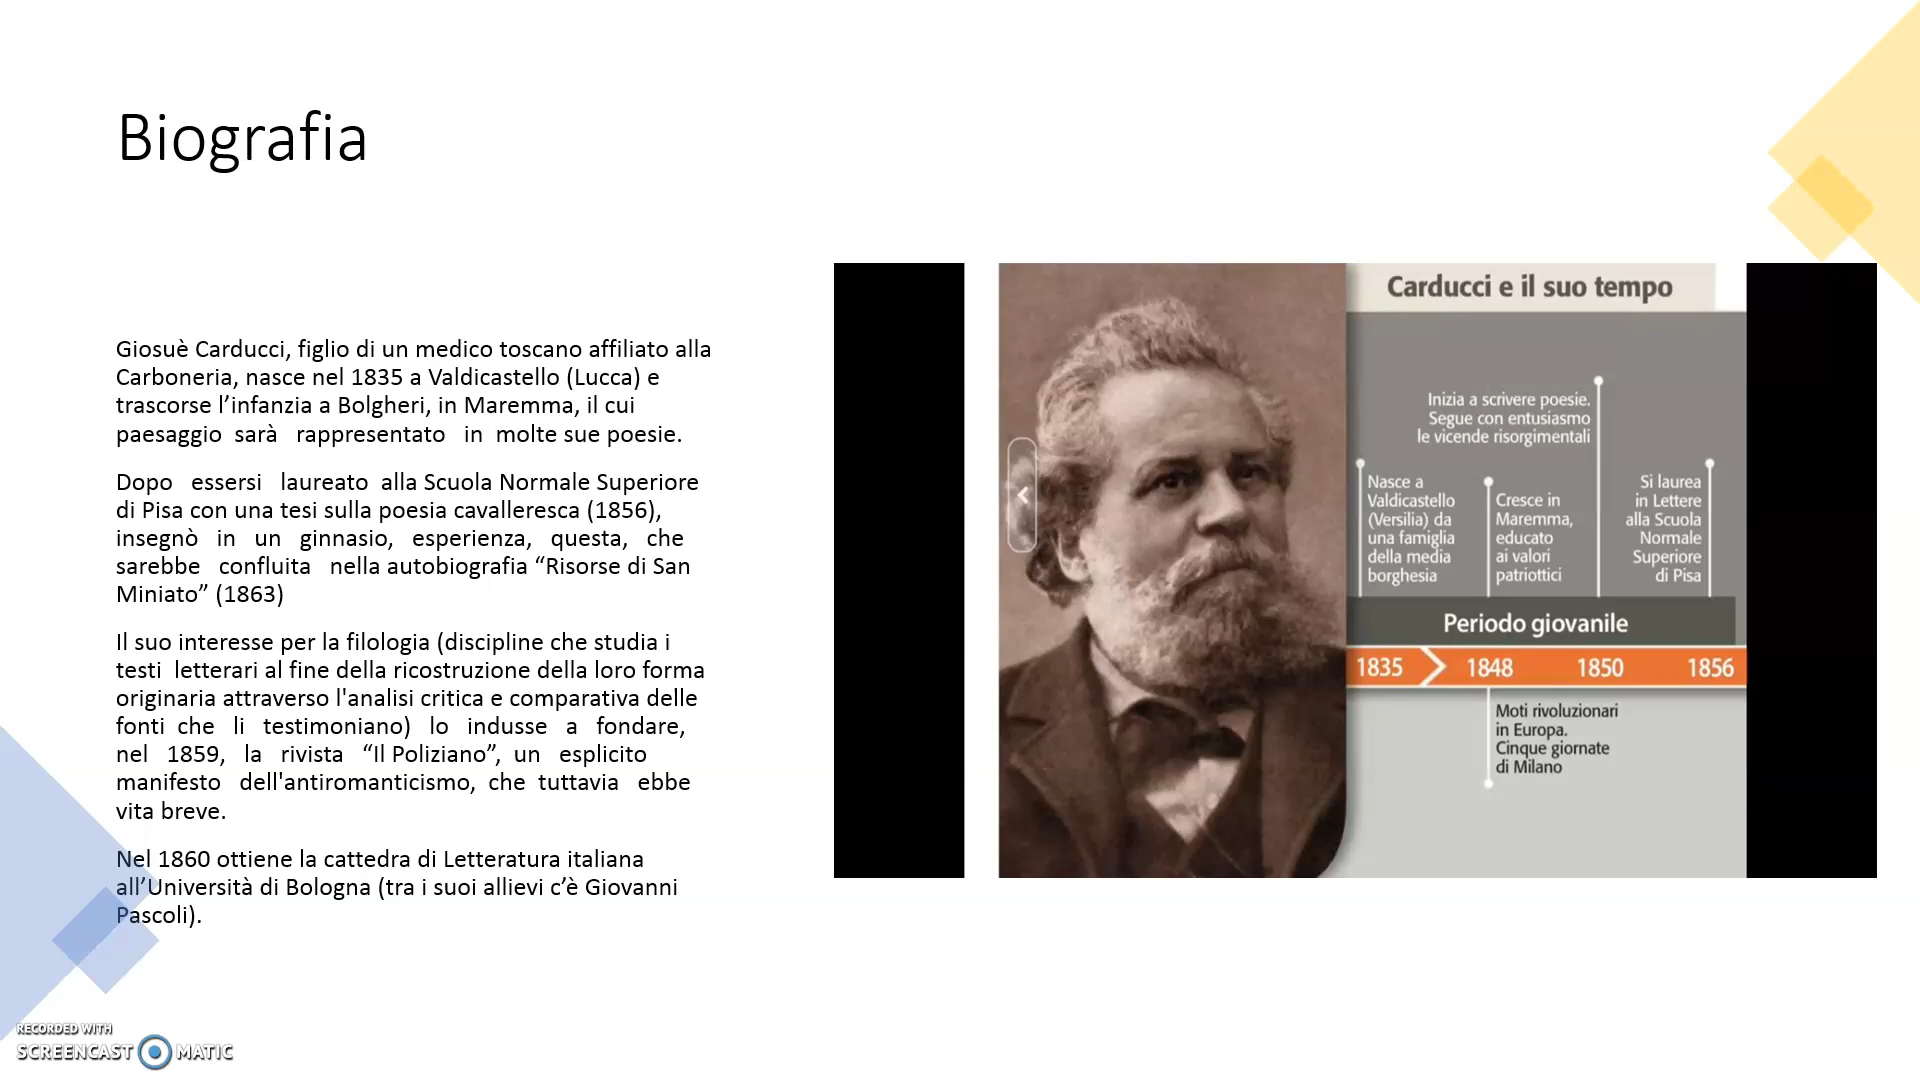 Biografia
Giosuè Carducci, figlio di un medico toscano affiliato alla
Carboneria, nasce nel 1835 a Valdicastello (Lucca) e
trascorse l’infanzia a Bolgheri, in Maremma, il cui
paesaggio sarà rappresentato in molte sue poesie.
Dopo essersi laureato alla Scuola Normale Superiore
di Pisa con una tesi sulla poesia cavalleresca (1856),
insegnò in un ginnasio, esperienza, questa, che
sarebbe confluita nella autobiografia “Risorse di San
Miniato” (1863)
Il suo interesse per la filologia (discipline che studia i
testi letterari al fine della ricostruzione della loro forma
originaria attraverso l'analisi critica e comparativa delle
fonti che li testimoniano) lo indusse a fondare,
nel 1859, la rivista “Il Poliziano”, un esplicito
manifesto dell'antiromanticismo, che tuttavia ebbe
vita breve.
Nel 1860 ottiene la cattedra di Letteratura italiana
all’Università di Bologna (tra i suoi allievi c’è Giovanni
Pascoli).
Carducci e il suo tempo
Inizia a scrivere poesie.
Segue con entusiasmo
le vicende risorgimentali
Nasce a
Valdicastello
(Versilia) da
una famiglia
della media
borghesia
Cresce in
Maremma,
educato
ai valori
patriottici
Si laurea
in Lettere
alla Scuola
Normale
Superiore
di Pisa
Periodo giovanile
1835 1848 1850 1856
Moti rivoluzionari
in Europa.
Cinque giornate
di Milano
RECORDED WITH
SCREENCAST MATIC